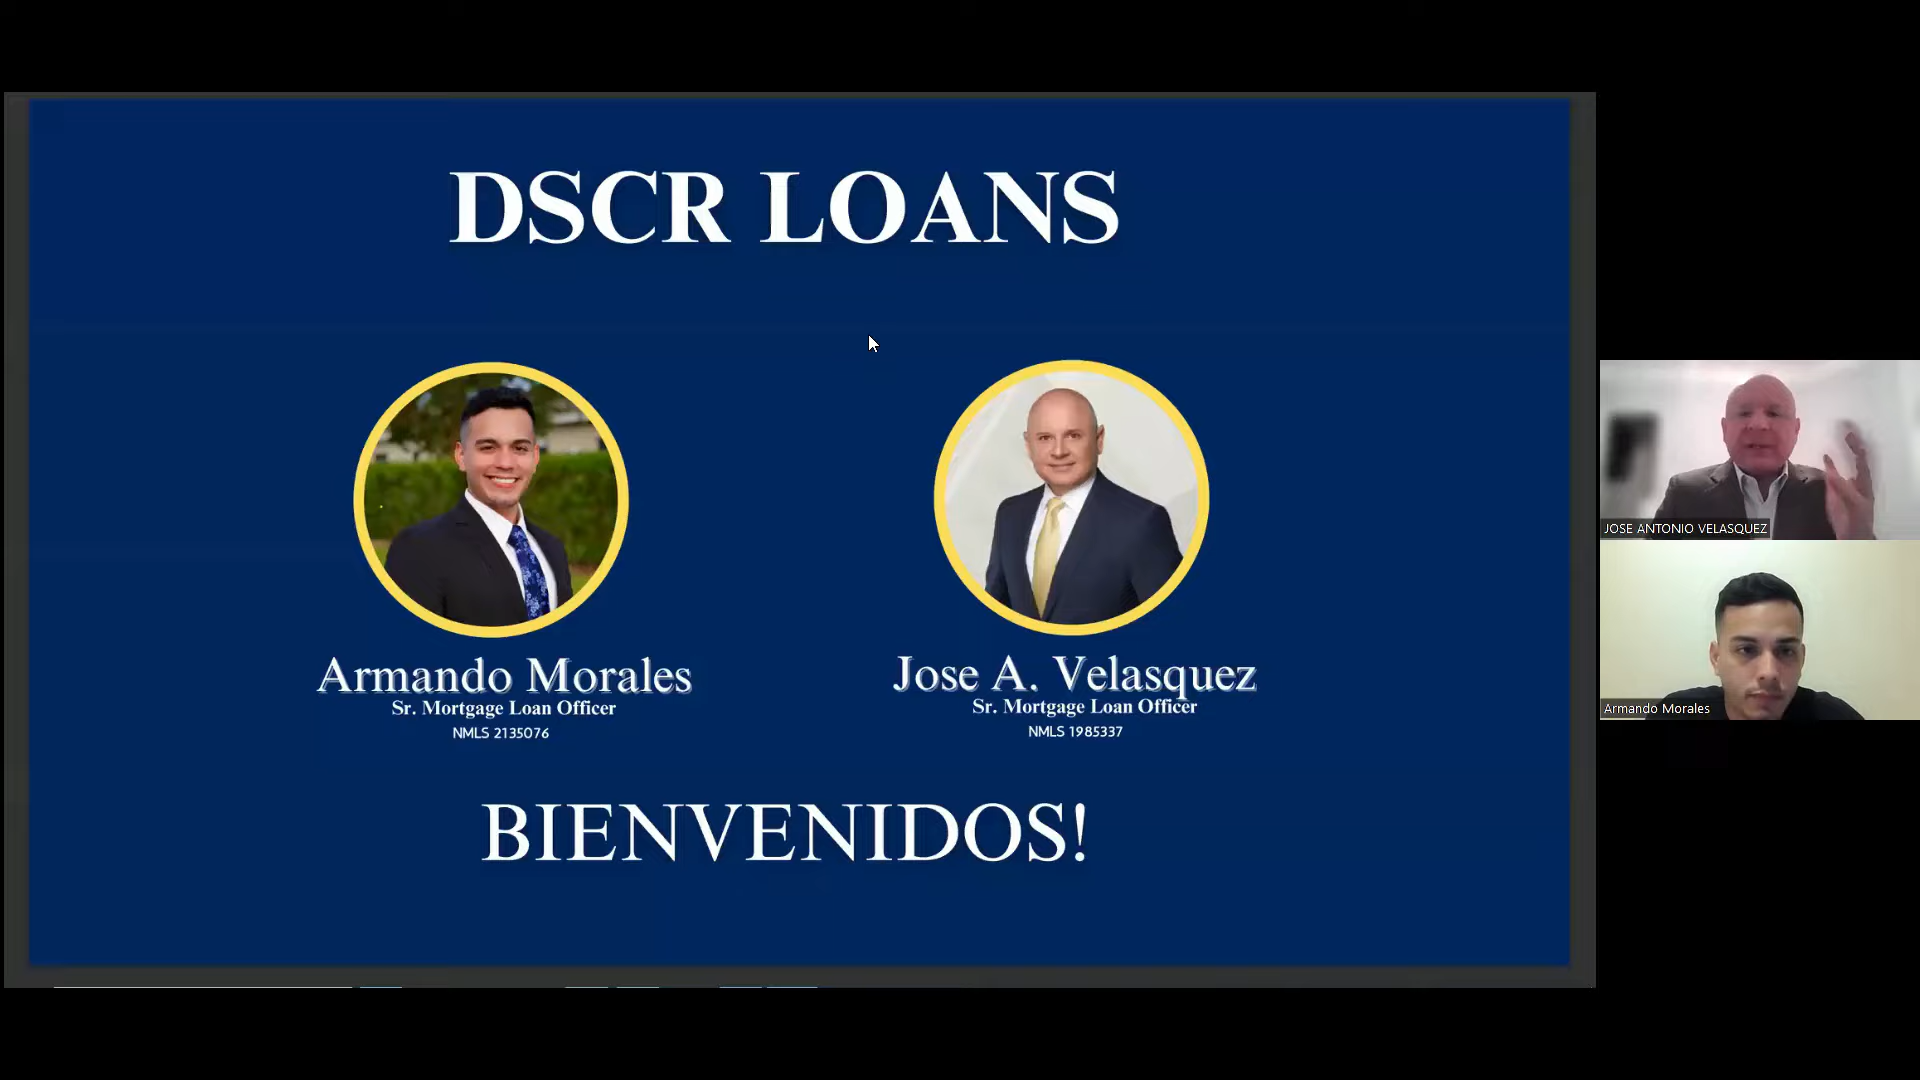 DSCR LOANS
Armando Morales
Sr. Mortgage Loan Officer
NMLS 2135076
Jose A. Velasquez
Sr. Mortgage Loan Officer
NMLS 1985337
BIENVENIDOS!
JOSE ANTONIO VELASQUEZ
Armando Morales